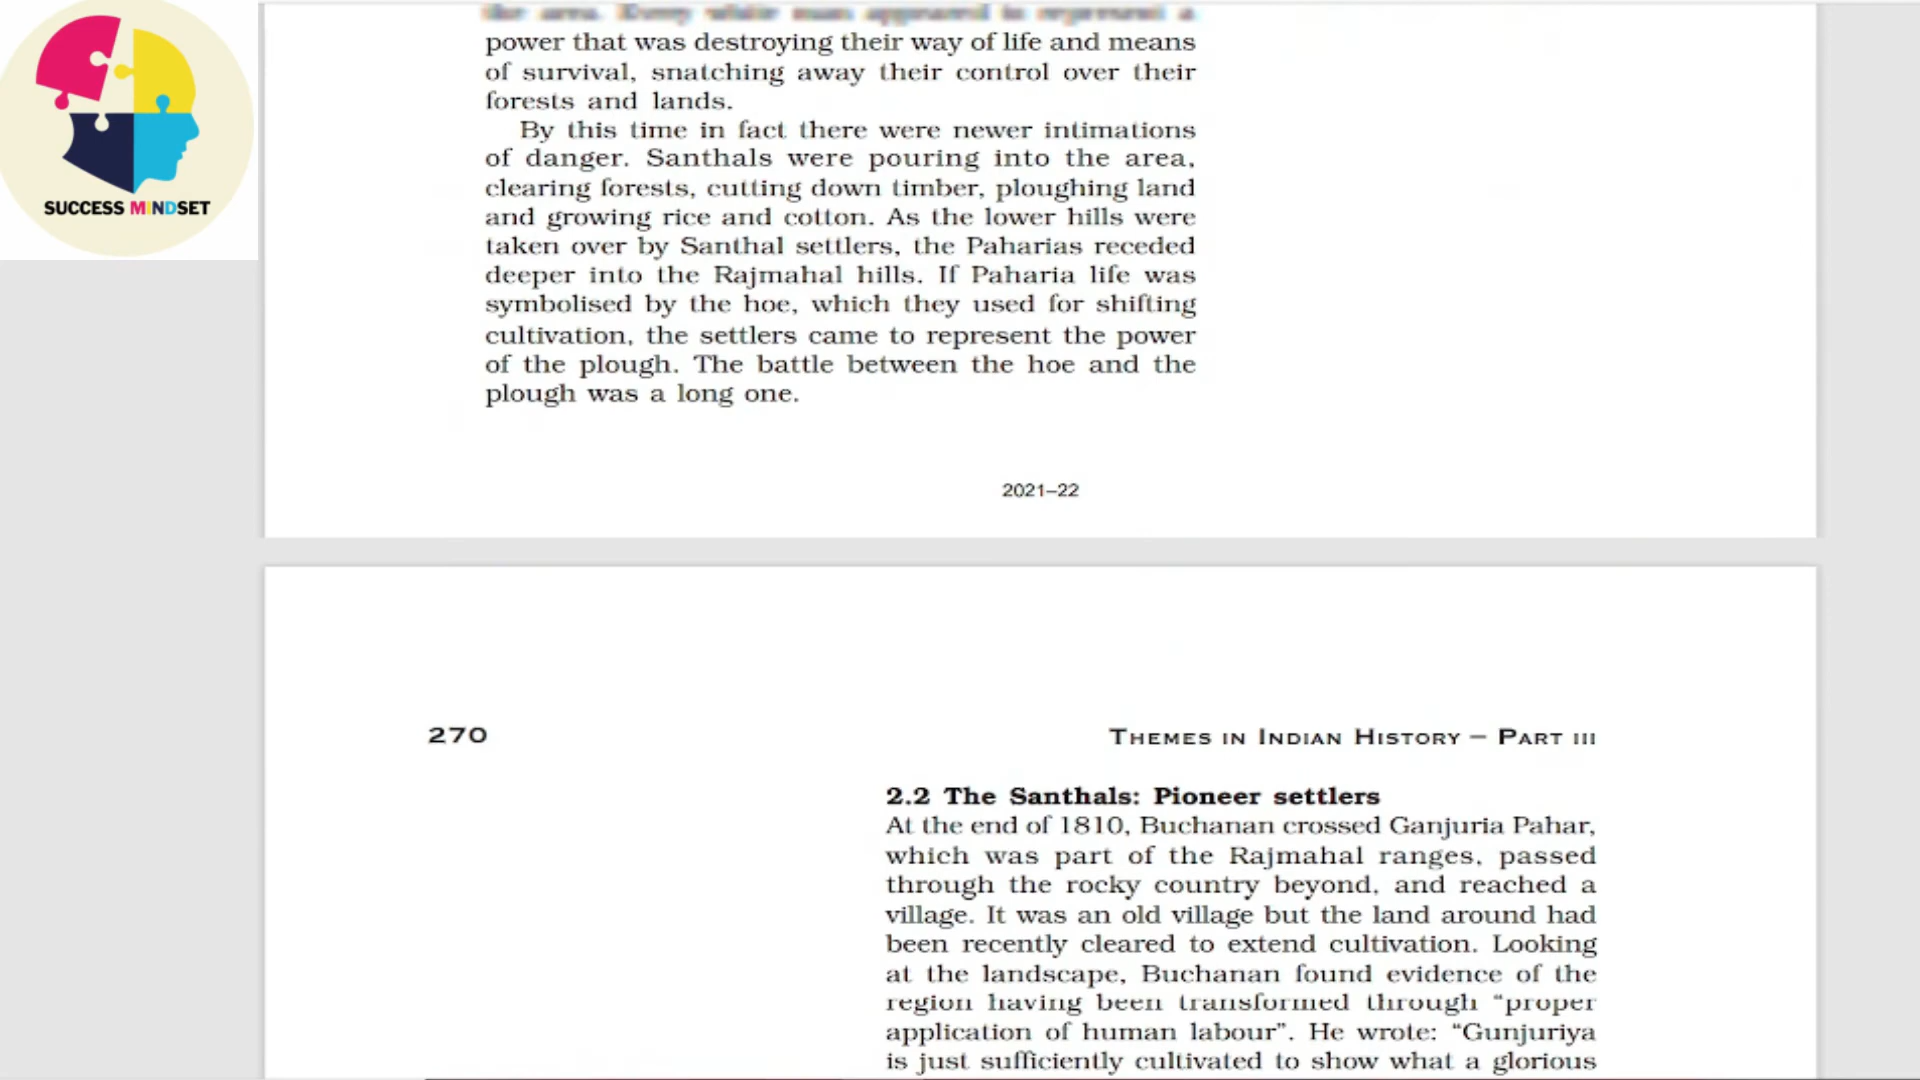 SUCCESS MINDSET
the area. Every white man appeared to represent a
power that was destroying their way of life and means
of survival, snatching away their control over their
forests and lands.
By this time in fact there were newer intimations
of danger. Santhals were pouring into the area,
clearing forests, cutting down timber, ploughing land
and growing rice and cotton. As the lower hills were
taken over by Santhal settlers, the Paharias receded
deeper into the Rajmahal hills. If Paharia life was
symbolised by the hoe, which they used for shifting
cultivation, the settlers came to represent the power
of the plough. The battle between the hoe and the
plough was a long one.
2021–22
270
THEMES IN INDIAN HISTORY – PART III
2.2 The Santhals: Pioneer settlers
At the end of 1810, Buchanan crossed Ganjuria Pahar,
which was part of the Rajmahal ranges, passed
through the rocky country beyond, and reached a
village. It was an old village but the land around had
been recently cleared to extend cultivation. Looking
at the landscape, Buchanan found evidence of the
region having been transformed through “proper
application of human labour”. He wrote: “Gunjuriya
is just sufficiently cultivated to show what a glorious